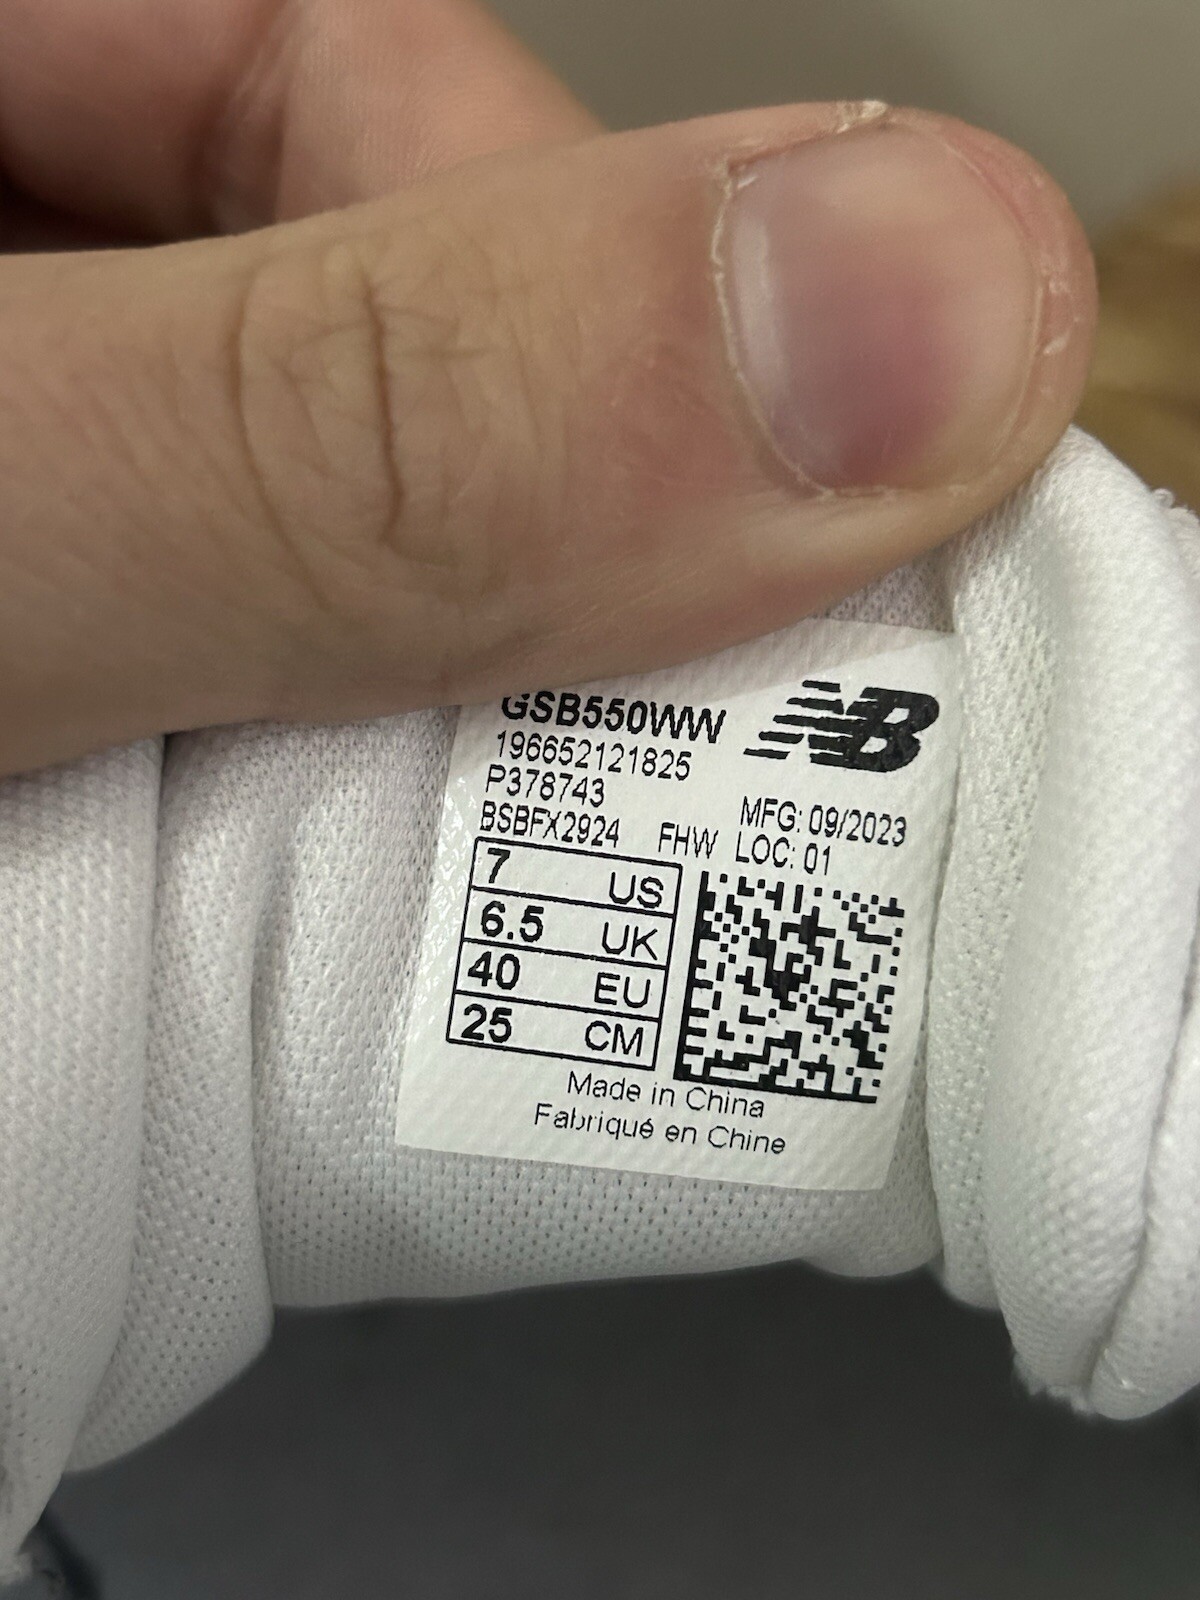 GSB550WW
NB
196652121825
P378743
MFG: 09/2023
BSBFX2924 FHW LOC: 01
7 US
6.5 UK
40 EU
25 CM
Made in China
Fabriqué en Chine